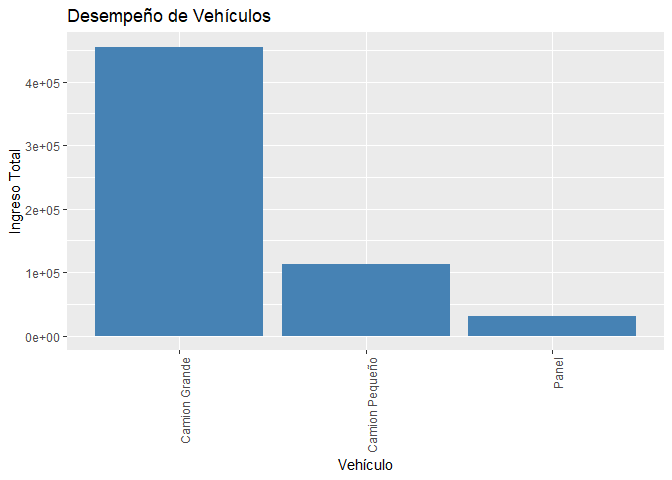 Desempeño de Vehículos
Ingreso Total
4e+05
3e+05
2e+05
1e+05
0e+00
Camion Grande
Camion Pequeño
Panel
Vehículo